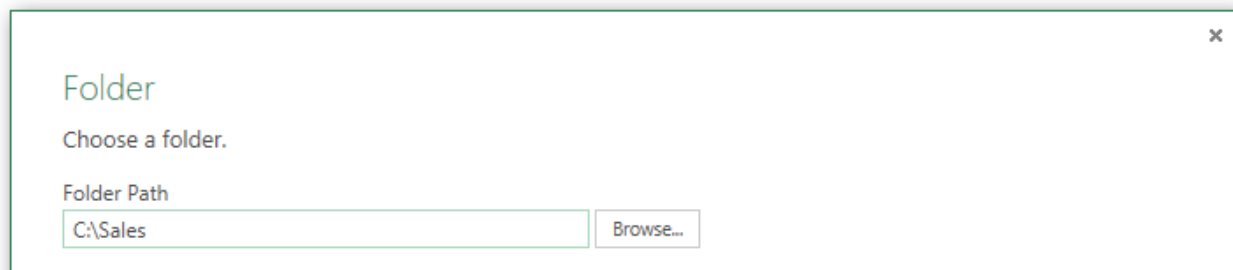 Folder
Choose a folder.
Folder Path
C:\Sales
Browse...